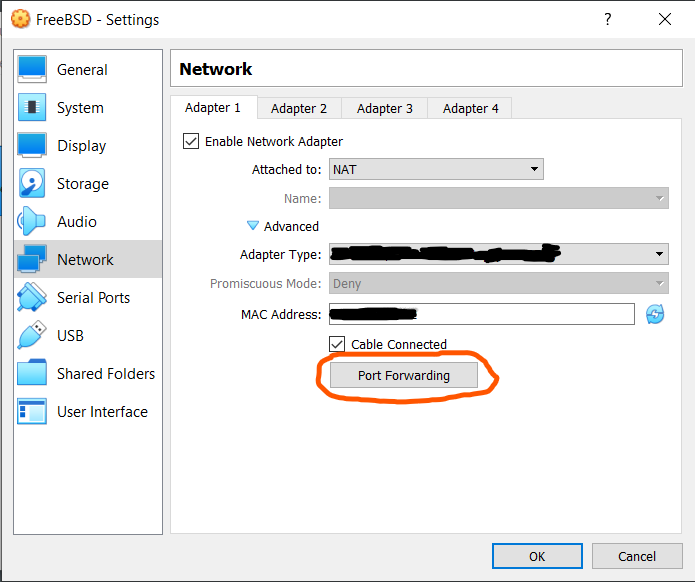 FreeBSD - Settings
?
General
System
Display
Storage
Audio
Network
Serial Ports
USB
Shared Folders
User Interface
Network
Adapter 1 Adapter 2 Adapter 3 Adapter 4
Enable Network Adapter
Attached to: NAT
Name:
Advanced
Adapter Type:
Promiscuous Mode: Deny
MAC Address:
Cable Connected
Port Forwarding
OK Cancel